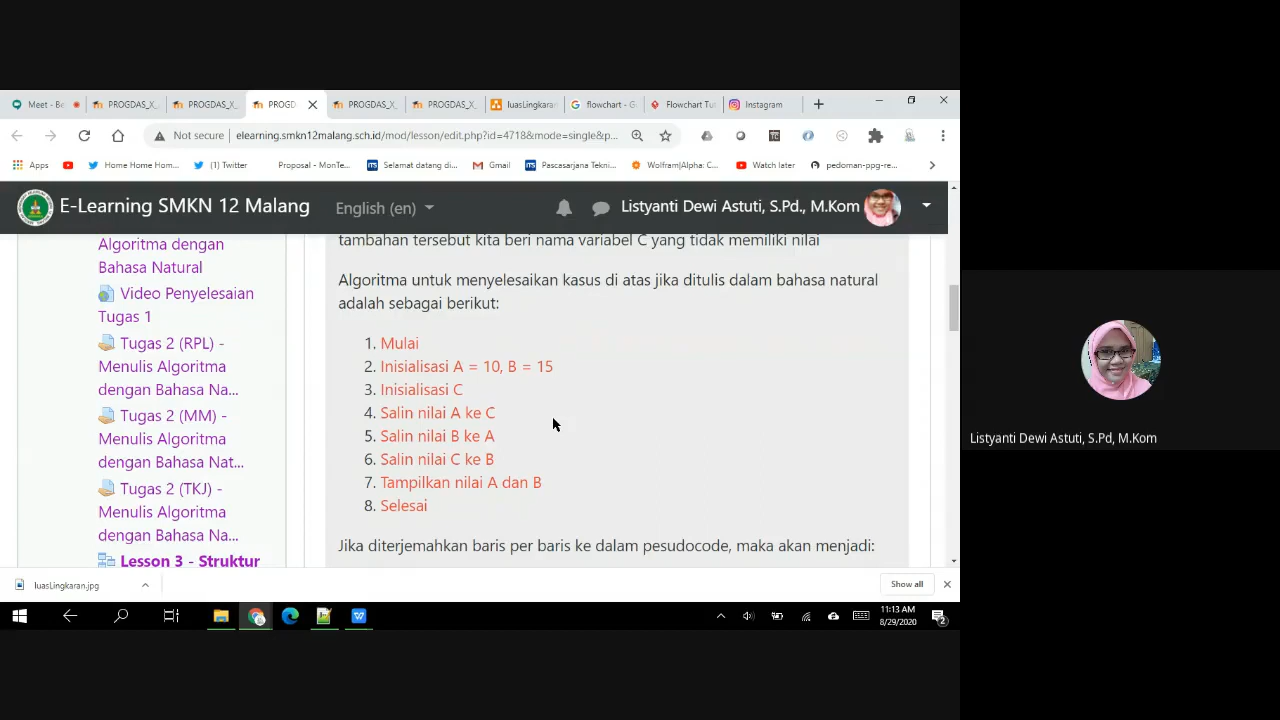 Meet - Be
PROGDAS_X_
PROGDAS_X_
PROGD
PROGDAS_X_
PROGDAS_X_
luasLingkaran
flowchart - G
Flowchart Tut
Instagram
Not secure
elearning.smkn12malang.sch.id/mod/lesson/edit.php?id=4718&mode=single&p...
Apps
Home Home Hom...
(1) Twitter
Proposal - MonTe...
Selamat datang di...
Gmail
Pascasarjana Tekni...
Wolfram|Alpha: C...
Watch later
pedoman-ppg-re...
E-Learning SMKN 12 Malang
English (en)
Listyanti Dewi Astuti, S.Pd., M.Kom
Algoritma dengan
Bahasa Natural
Video Penyelesaian
Tugas 1
Tugas 2 (RPL) -
Menulis Algoritma
dengan Bahasa Na...
Tugas 2 (MM) -
Menulis Algoritma
dengan Bahasa Nat...
Tugas 2 (TKJ) -
Menulis Algoritma
dengan Bahasa Na...
Lesson 3 - Struktur
tambahan tersebut kita beri nama variabel C yang tidak memiliki nilai
Algoritma untuk menyelesaikan kasus di atas jika ditulis dalam bahasa natural
adalah sebagai berikut:
1. Mulai
2. Inisialisasi A = 10, B = 15
3. Inisialisasi C
4. Salin nilai A ke C
5. Salin nilai B ke A
6. Salin nilai C ke B
7. Tampilkan nilai A dan B
8. Selesai
Jika diterjemahkan baris per baris ke dalam pesudocode, maka akan menjadi:
Listyanti Dewi Astuti, S.Pd, M.Kom
luasLingkaran.jpg
Show all
11:13 AM
8/29/2020
2